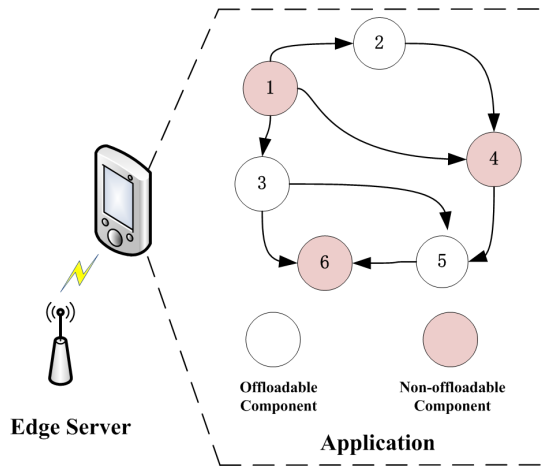 2
1
4
3
5
6
Offloadable
Component
Non-offloadable
Component
Edge Server
Application